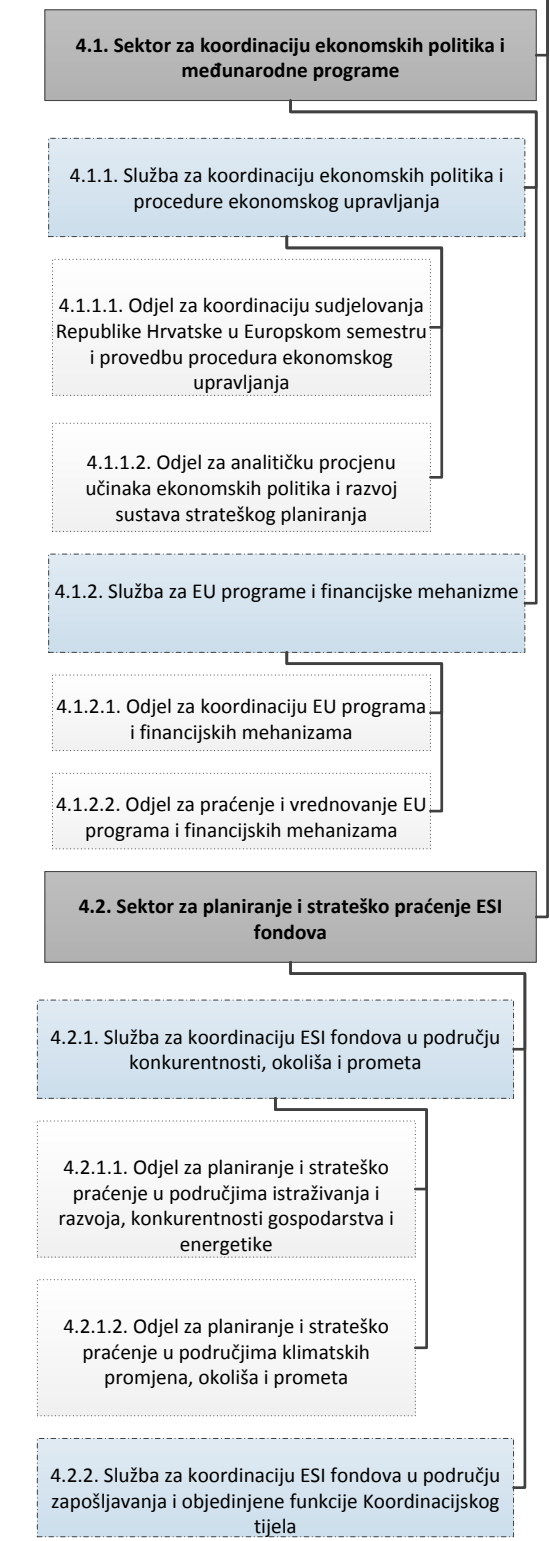 4.1. Sektor za koordinaciju ekonomskih politika i
međunarodne programe
4.1.1. Služba za koordinaciju ekonomskih politika i
procedure ekonomskog upravljanja
4.1.1.1. Odjel za koordinaciju sudjelovanja
Republike Hrvatske u Europskom semestru
i provedbu procedura ekonomskog
upravljanja
4.1.1.2. Odjel za analitičku procjenu
učinaka ekonomskih politika i razvoj
sustava strateškog planiranja
4.1.2. Služba za EU programe i financijske mehanizme
4.1.2.1. Odjel za koordinaciju EU programa
i financijskih mehanizama
4.1.2.2. Odjel za praćenje i vrednovanje EU
programa i financijskih mehanizama
4.2. Sektor za planiranje i strateško praćenje ESI
fondova
4.2.1. Služba za koordinaciju ESI fondova u području
konkurentnosti, okoliša i prometa
4.2.1.1. Odjel za planiranje i strateško
praćenje u područjima istraživanja i
razvoja, konkurentnosti gospodarstva i
energetike
4.2.1.2. Odjel za planiranje i strateško
praćenje u područjima klimatskih
promjena, okoliša i prometa
4.2.2. Služba za koordinaciju ESI fondova u području
zapošljavanja i objedinjene funkcije Koordinacijskog
tijela